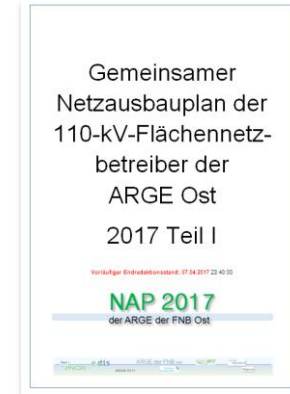 Gemeinsamer
Netzausbauplan der
110-kV-Flächennetz-
betreiber der
ARGE Ost
2017 Teil I
Vorläufiger Endredaktionsstand: 07.04.2017 23:40:00
NAP 2017
der ARGE der FNB Ost
e dis
ARGE der FNB Ost